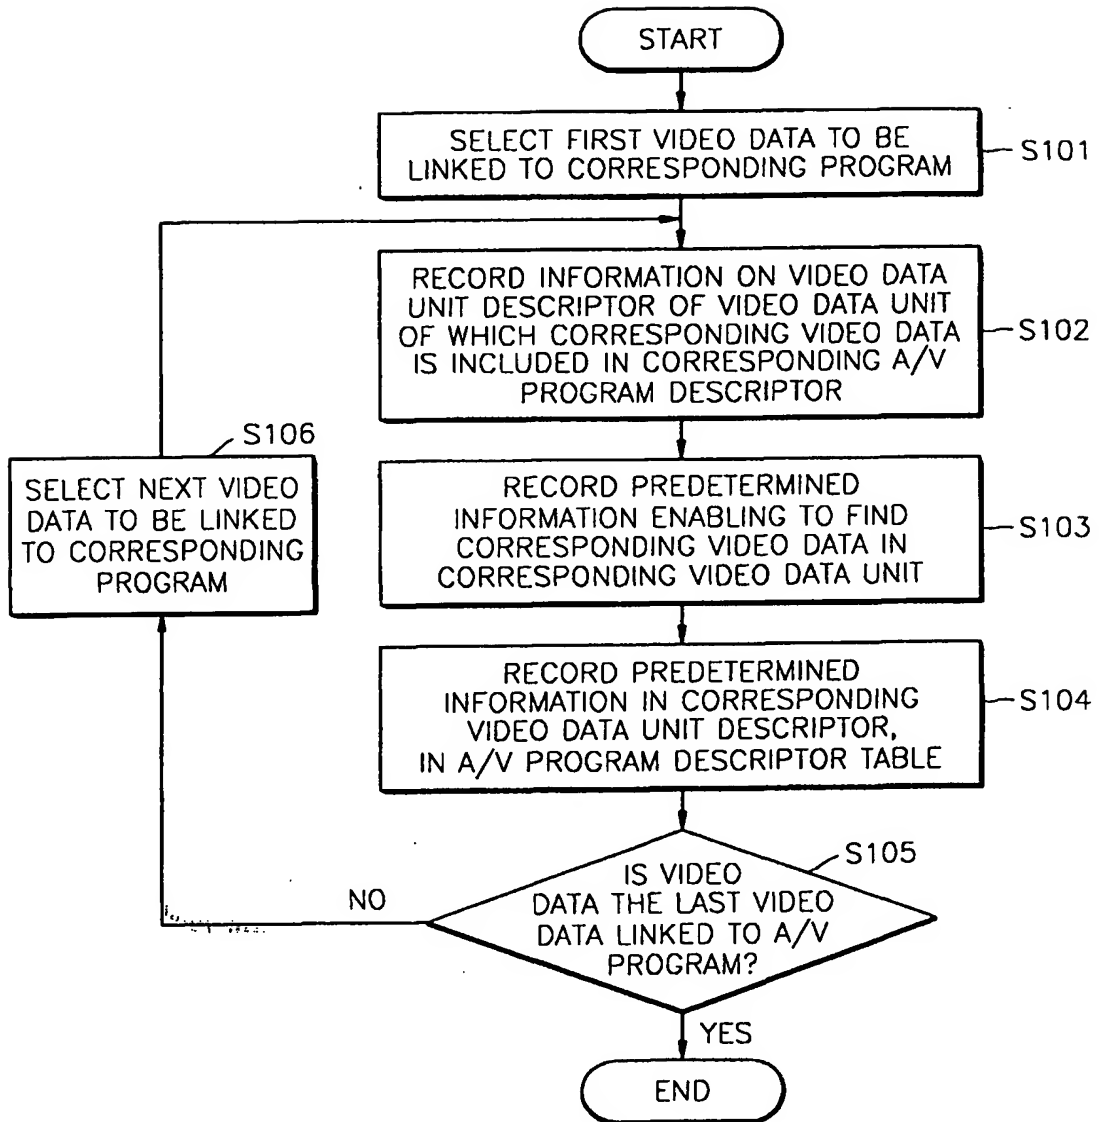 START
SELECT FIRST VIDEO DATA TO BE
LINKED TO CORRESPONDING PROGRAM
S101
RECORD INFORMATION ON VIDEO DATA
UNIT DESCRIPTOR OF VIDEO DATA UNIT
OF WHICH CORRESPONDING VIDEO DATA
IS INCLUDED IN CORRESPONDING A/V
PROGRAM DESCRIPTOR
S102
S106
SELECT NEXT VIDEO
DATA TO BE LINKED
TO CORRESPONDING
PROGRAM
RECORD PREDETERMINED
INFORMATION ENABLING TO FIND
CORRESPONDING VIDEO DATA IN
CORRESPONDING VIDEO DATA UNIT
S103
RECORD PREDETERMINED
INFORMATION IN CORRESPONDING
VIDEO DATA UNIT DESCRIPTOR,
IN A/V PROGRAM DESCRIPTOR TABLE
S104
S105
IS VIDEO
DATA THE LAST VIDEO
DATA LINKED TO A/V
PROGRAM?
NO
YES
END